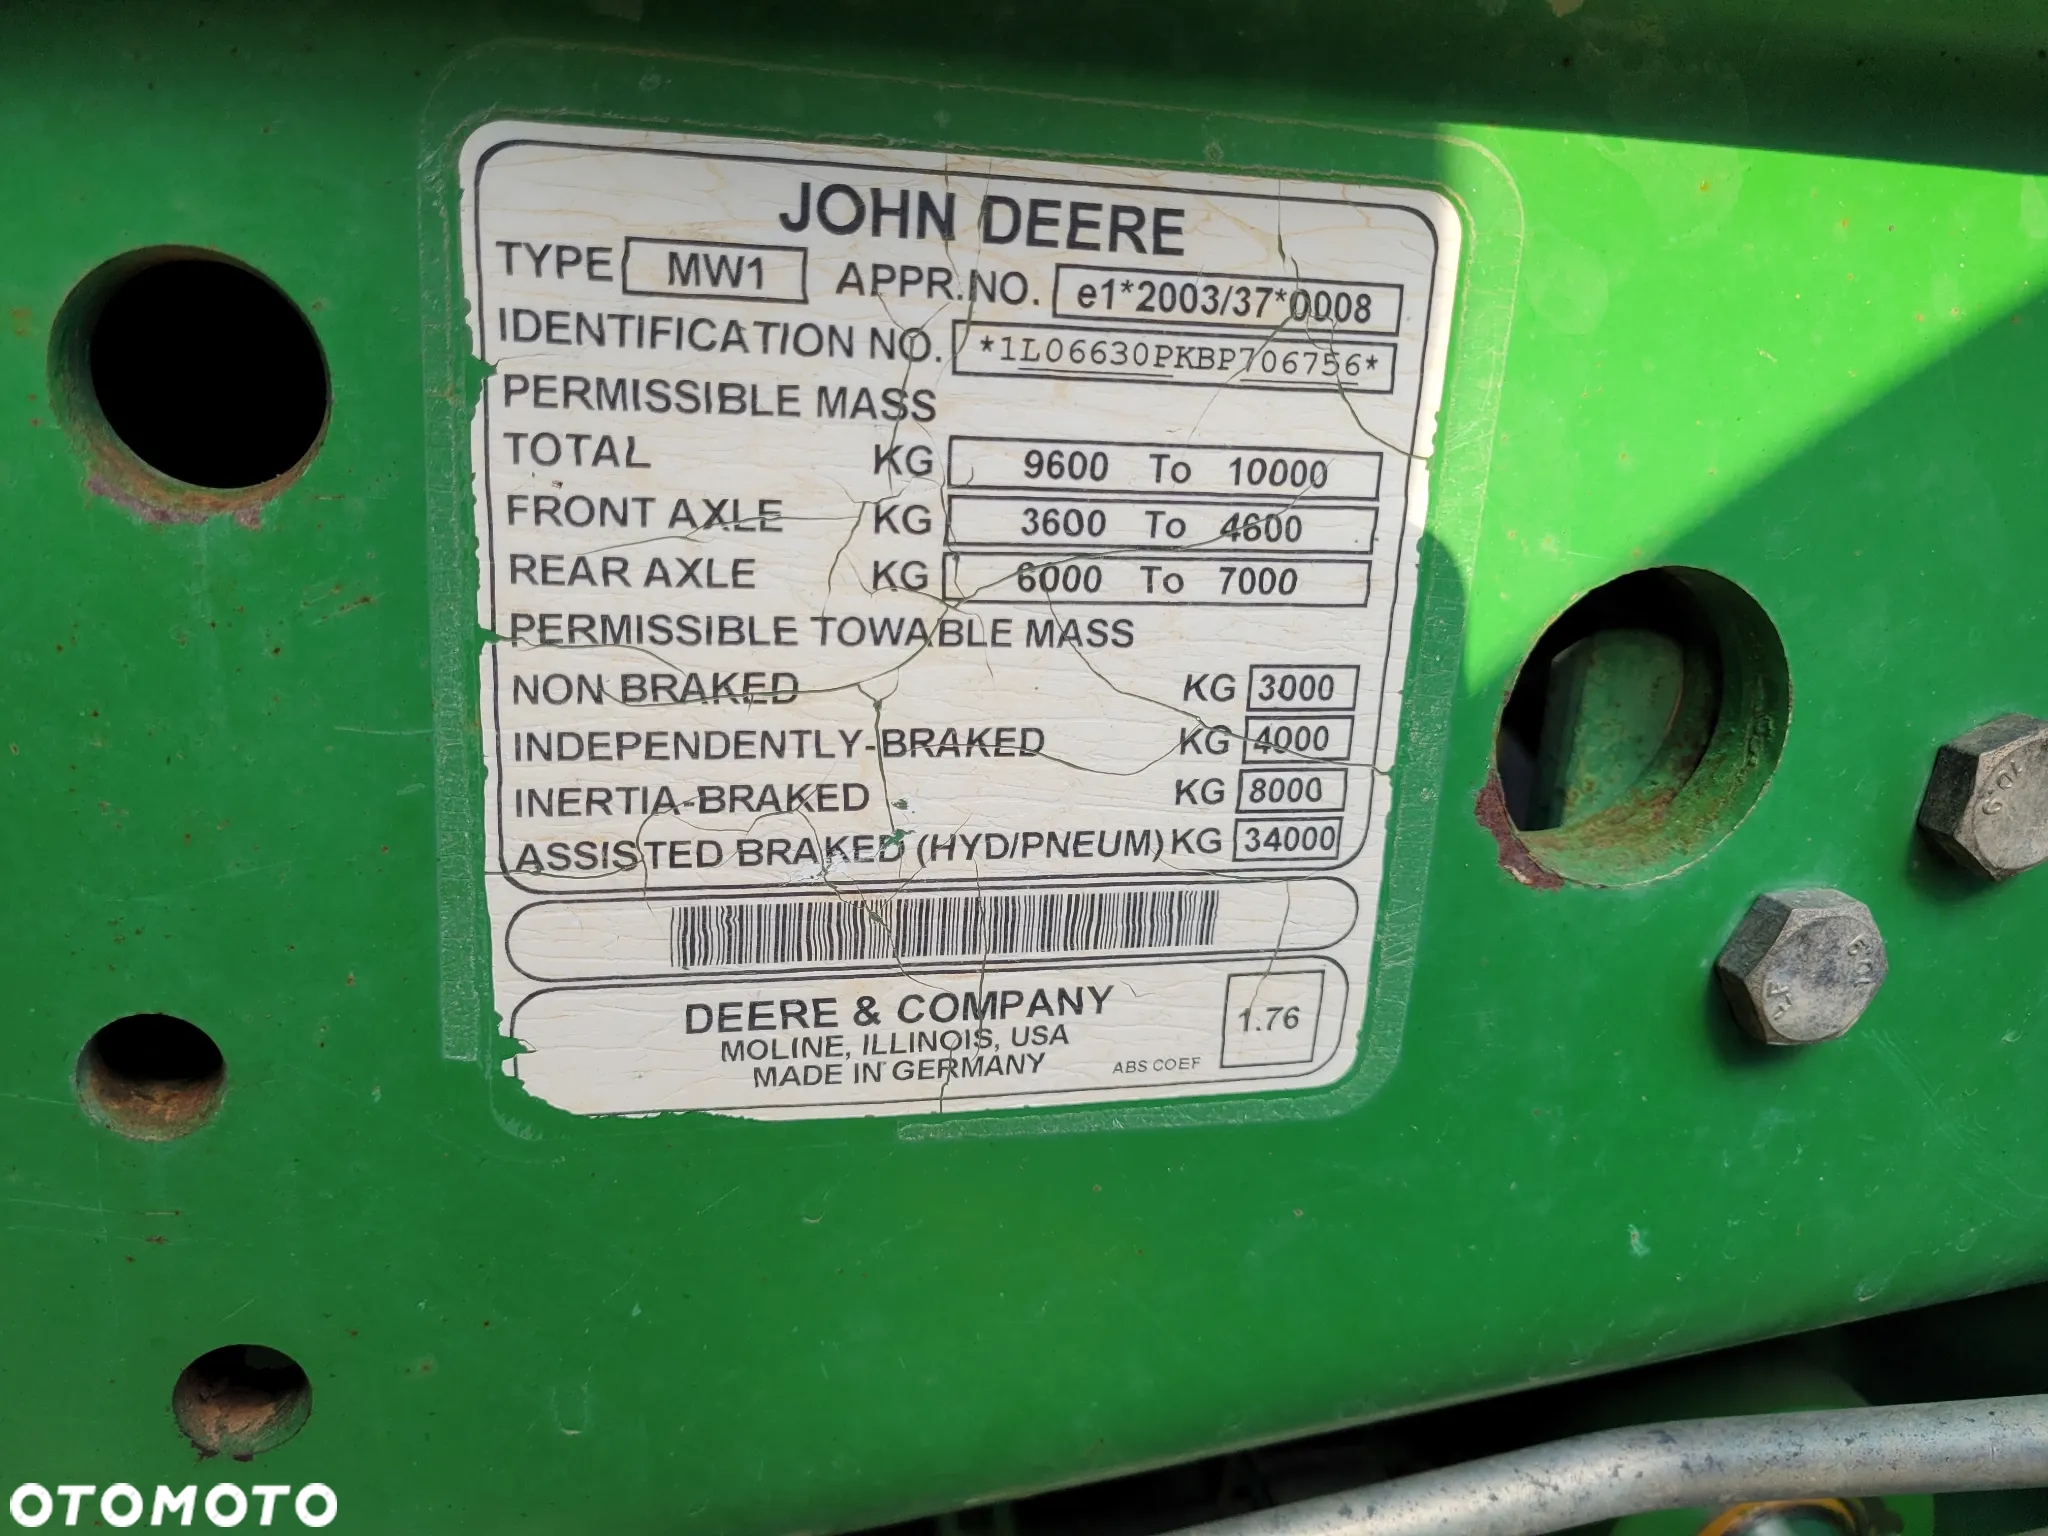 JOHN DEERE
TYPE MW1 APPR.NO. e1*2003/37*0008
IDENTIFICATION NO. *1L06630PKBP706756*
PERMISSIBLE MASS
TOTAL KG 9600 To 10000
FRONT AXLE KG 3600 To 4600
REAR AXLE KG 6000 To 7000
PERMISSIBLE TOWABLE MASS
NON BRAKED KG 3000
INDEPENDENTLY-BRAKED KG 4000
INERTIA-BRAKED KG 8000
ASSISTED BRAKED (HYD/PNEUM) KG 34000
DEERE & COMPANY
MOLINE, ILLINOIS, USA
MADE IN GERMANY
ABS COEF 1.76
OTOMOTO